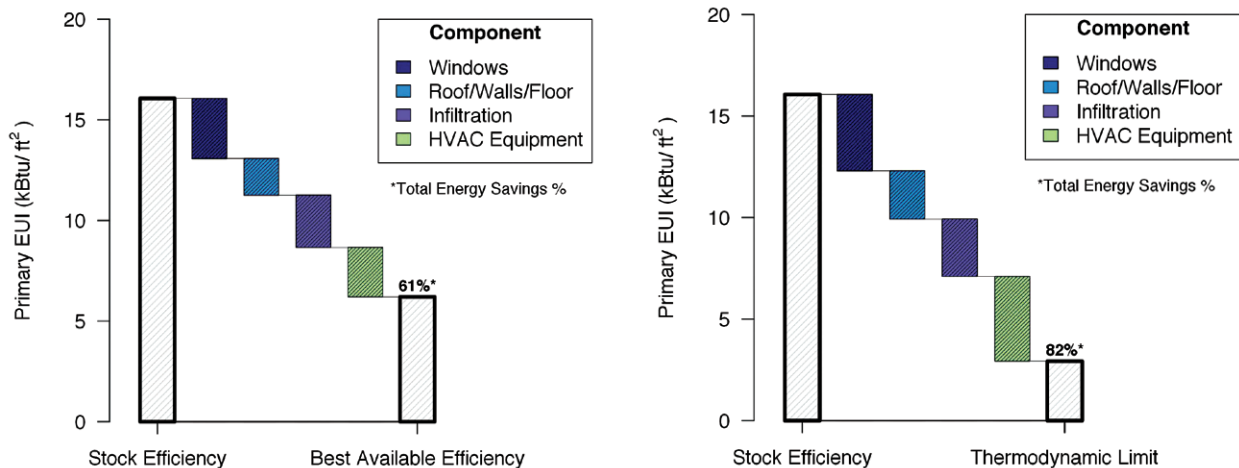 20
15
10
5
0
Primary EUI (kBtu/ ft²)
Component
Windows
Roof/Walls/Floor
Infiltration
HVAC Equipment
*Total Energy Savings %
61%*
Stock Efficiency
Best Available Efficiency
20
15
10
5
0
Primary EUI (kBtu/ ft²)
Component
Windows
Roof/Walls/Floor
Infiltration
HVAC Equipment
*Total Energy Savings %
82%*
Stock Efficiency
Thermodynamic Limit